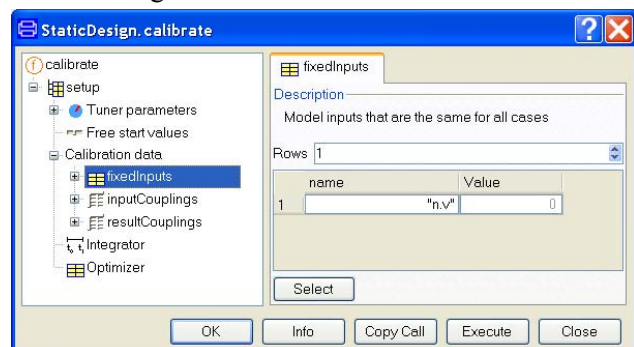 StaticDesign.calibrate
calibrate
setup
Tuner parameters
Free start values
Calibration data
fixedInputs
inputCouplings
resultCouplings
Integrator
Optimizer
fixedInputs
Description
Model inputs that are the same for all cases
Rows 1
name Value
1 "n.v" 0
Select
OK Info Copy Call Execute Close